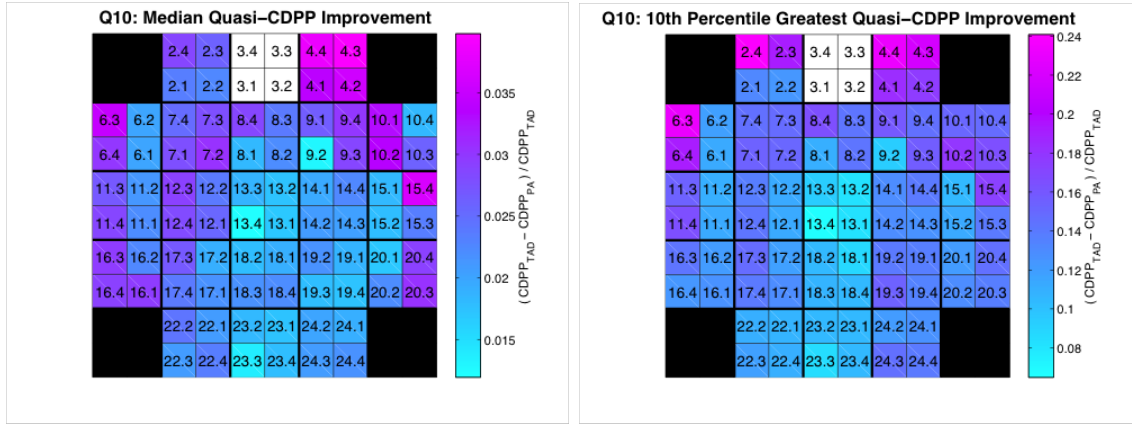 Q10: Median Quasi−CDPP Improvement
2.4 2.3 3.4 3.3 4.4 4.3
2.1 2.2 3.1 3.2 4.1 4.2
6.3 6.2 7.4 7.3 8.4 8.3 9.1 9.4 10.1 10.4
6.4 6.1 7.1 7.2 8.1 8.2 9.2 9.3 10.2 10.3
11.3 11.2 12.3 12.2 13.3 13.2 14.1 14.4 15.1 15.4
11.4 11.1 12.4 12.1 13.4 13.1 14.2 14.3 15.2 15.3
16.3 16.2 17.3 17.2 18.2 18.1 19.2 19.1 20.1 20.4
16.4 16.1 17.4 17.1 18.3 18.4 19.3 19.4 20.2 20.3
22.2 22.1 23.2 23.1 24.2 24.1
22.3 22.4 23.3 23.4 24.3 24.4
0.035
0.03
0.025
0.02
0.015
(CDPP_TAD − CDPP_PA) / CDPP_TAD
Q10: 10th Percentile Greatest Quasi−CDPP Improvement
2.4 2.3 3.4 3.3 4.4 4.3
2.1 2.2 3.1 3.2 4.1 4.2
6.3 6.2 7.4 7.3 8.4 8.3 9.1 9.4 10.1 10.4
6.4 6.1 7.1 7.2 8.1 8.2 9.2 9.3 10.2 10.3
11.3 11.2 12.3 12.2 13.3 13.2 14.1 14.4 15.1 15.4
11.4 11.1 12.4 12.1 13.4 13.1 14.2 14.3 15.2 15.3
16.3 16.2 17.3 17.2 18.2 18.1 19.2 19.1 20.1 20.4
16.4 16.1 17.4 17.1 18.3 18.4 19.3 19.4 20.2 20.3
22.2 22.1 23.2 23.1 24.2 24.1
22.3 22.4 23.3 23.4 24.3 24.4
0.24
0.22
0.2
0.18
0.16
0.14
0.12
0.1
0.08
(CDPP_TAD − CDPP_PA) / CDPP_TAD